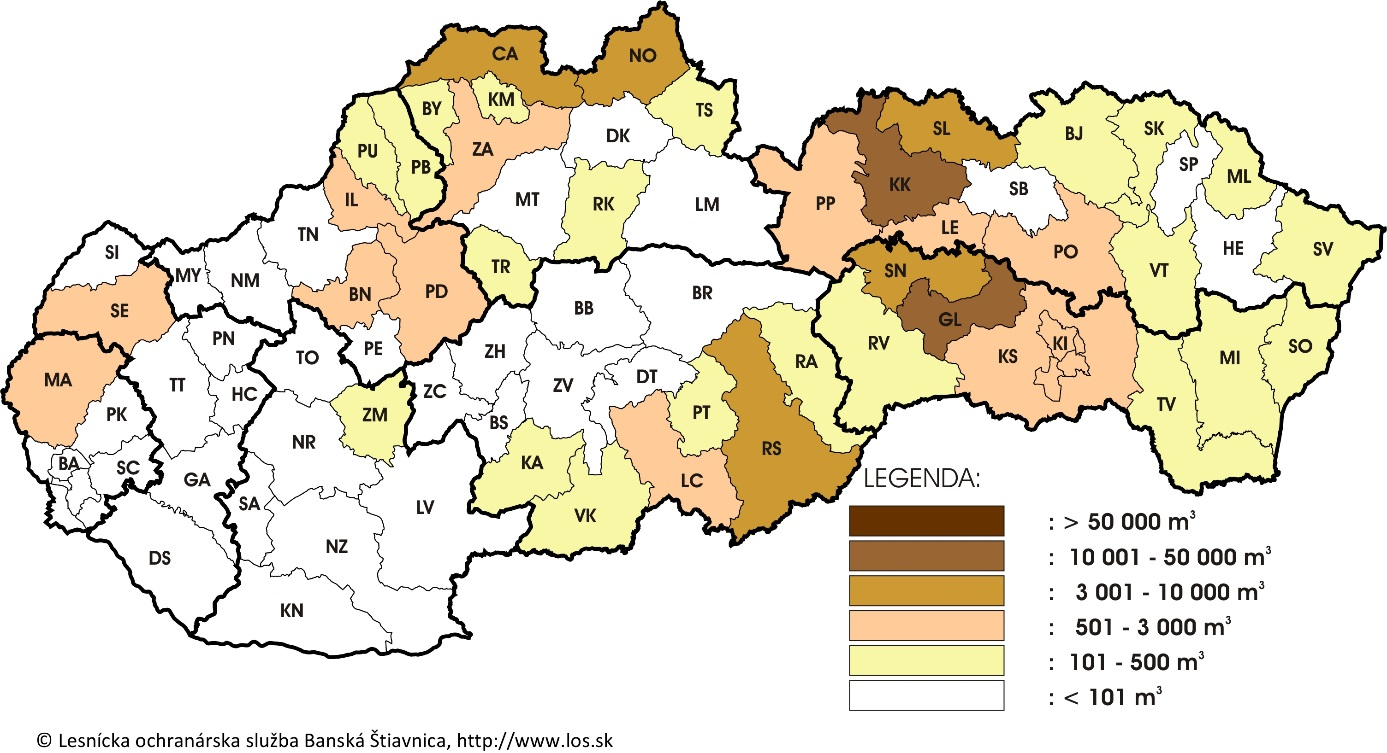 CA
NO
BY
KM
TS
PU
PB
ZA
DK
SL
BJ
SK
SP
ML
IL
MT
RK
LM
PP
KK
SB
LE
PO
VT
HE
SV
SI
MY
NM
TN
TR
BN
PD
SN
GL
SE
BB
BR
PN
TO
PE
ZH
RV
KS
KI
MI
SO
MA
TT
HC
ZC
ZV
DT
RA
PK
NR
ZM
BS
PT
TV
BA
SC
GA
SA
LV
KA
VK
LC
RS
DS
NZ
KN
LEGENDA:
: > 50 000 m³
: 10 001 - 50 000 m³
: 3 001 - 10 000 m³
: 501 - 3 000 m³
: 101 - 500 m³
: < 101 m³
© Lesnícka ochranárska služba Banská Štiavnica, http://www.los.sk